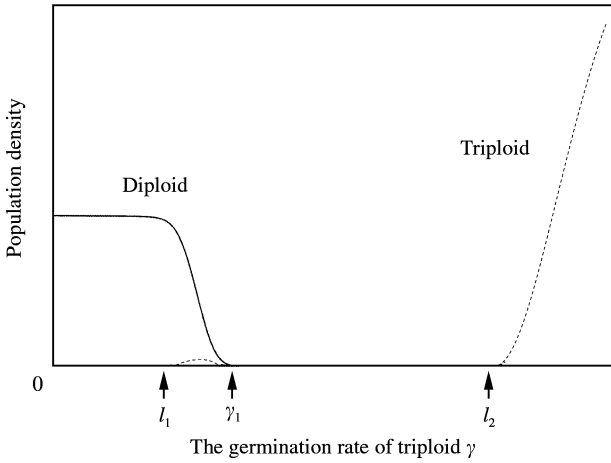 Population density
Diploid
Triploid
0
l₁
γ₁
l₂
The germination rate of triploid γ